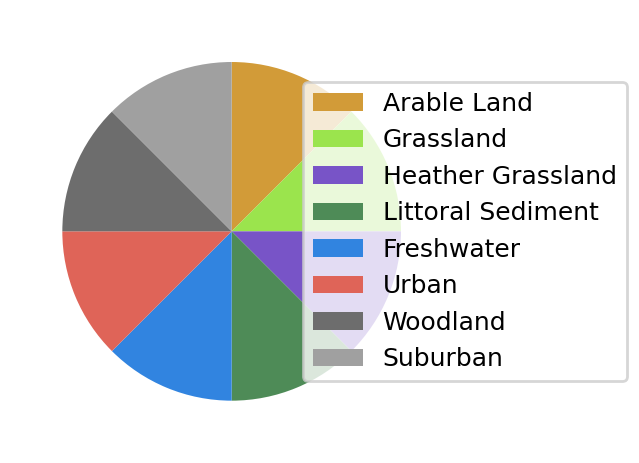 Arable Land
Grassland
Heather Grassland
Littoral Sediment
Freshwater
Urban
Woodland
Suburban